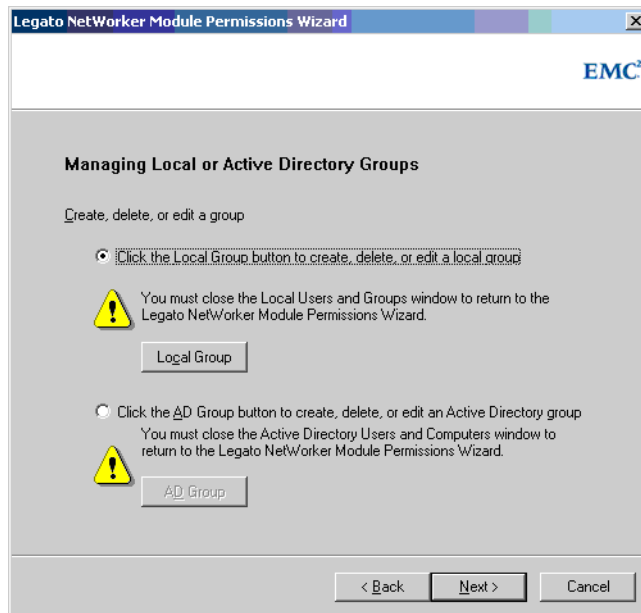 Legato NetWorker Module Permissions Wizard
EMC²
Managing Local or Active Directory Groups
Create, delete, or edit a group
Click the Local Group button to create, delete, or edit a local group
You must close the Local Users and Groups window to return to the
Legato NetWorker Module Permissions Wizard.
Local Group
Click the AD Group button to create, delete, or edit an Active Directory group
You must close the Active Directory Users and Computers window to
return to the Legato NetWorker Module Permissions Wizard.
AD Group
< Back Next > Cancel